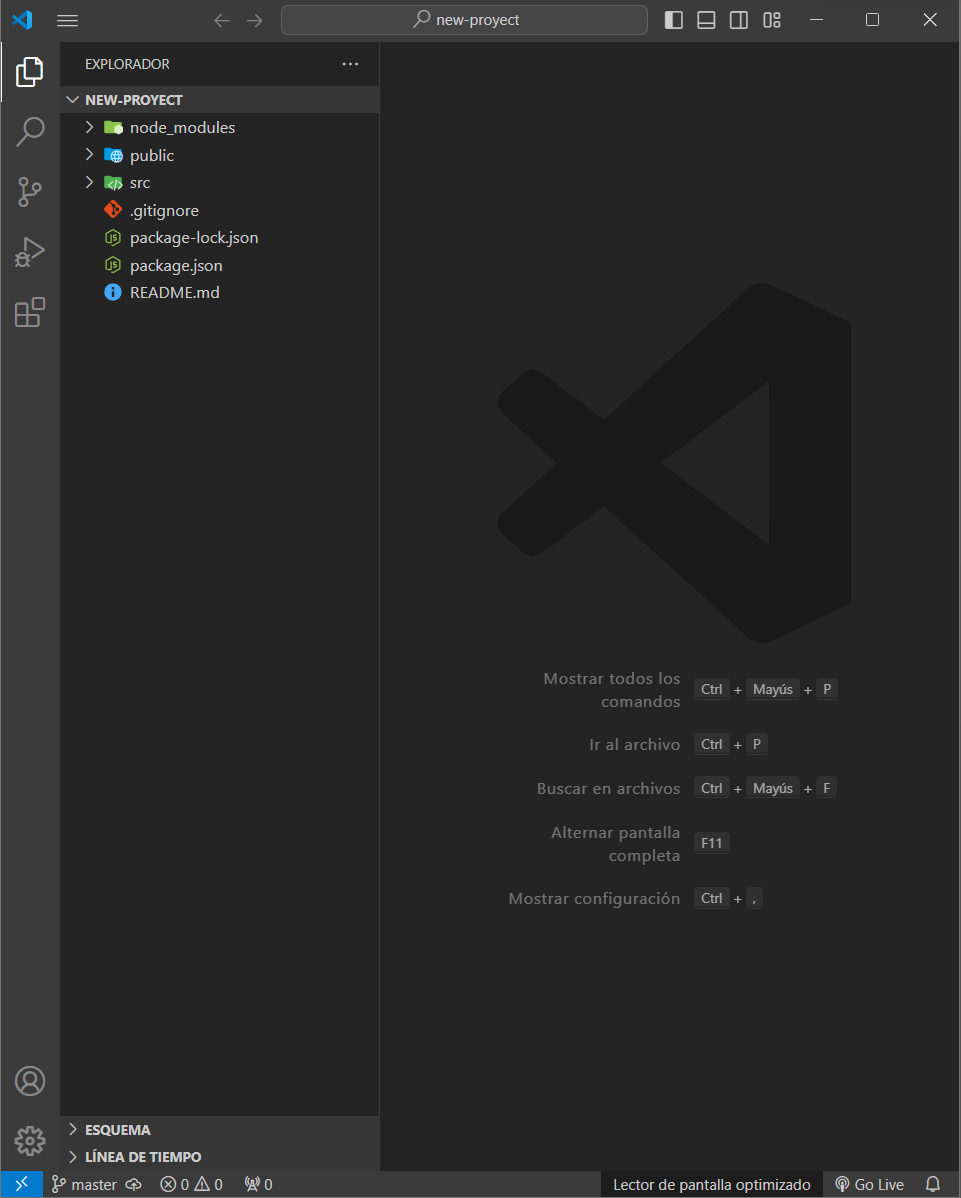 new-proyect
EXPLORADOR
NEW-PROYECT
node_modules
public
src
.gitignore
package-lock.json
package.json
README.md
Mostrar todos los
comandos
Ctrl + Mayús + P
Ir al archivo
Ctrl + P
Buscar en archivos
Ctrl + Mayús + F
Alternar pantalla
completa
F11
Mostrar configuración
Ctrl + ,
ESQUEMA
LÍNEA DE TIEMPO
master 0 0 0 Lector de pantalla optimizado Go Live